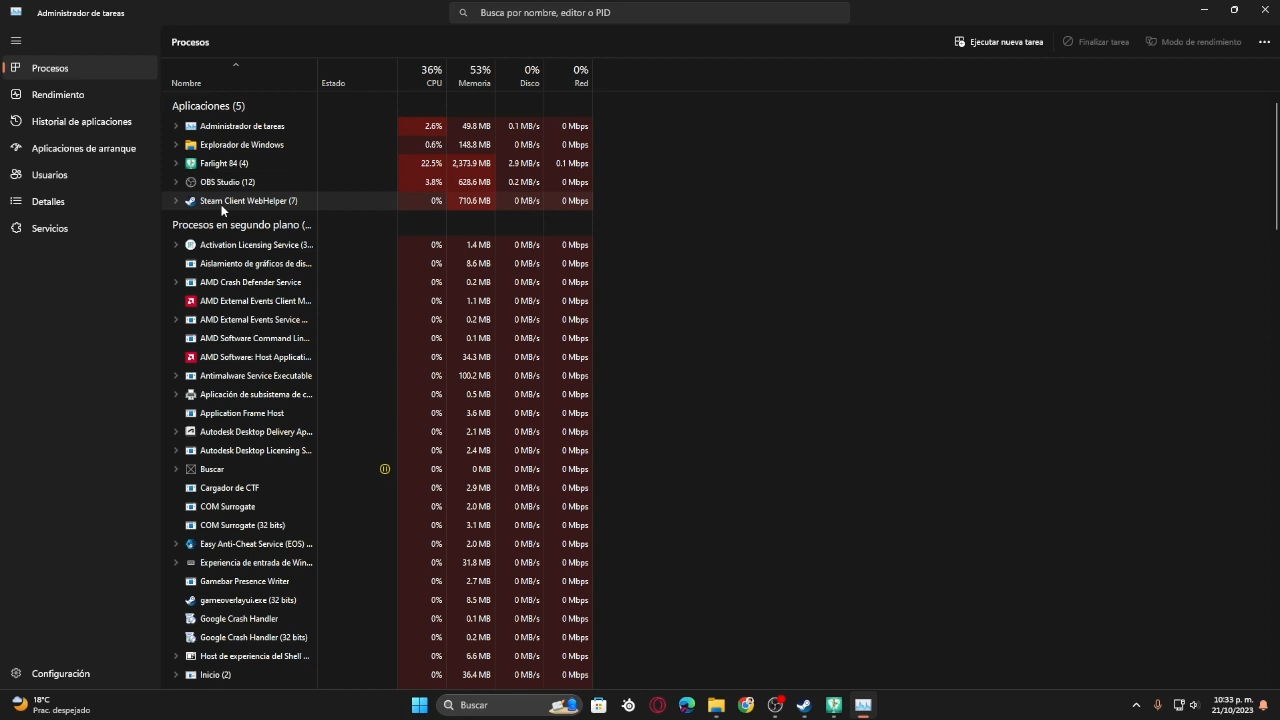 Administrador de tareas
Busca por nombre, editor o PID
Procesos
Ejecutar nueva tarea
Finalizar tarea
Modo de rendimiento
Procesos
Rendimiento
Historial de aplicaciones
Aplicaciones de arranque
Usuarios
Detalles
Servicios
Configuración
36% 53% 0% 0%
Nombre Estado CPU Memoria Disco Red
Aplicaciones (5)
Administrador de tareas 2.6% 49.8 MB 0.1 MB/s 0 Mbps
Explorador de Windows 0.6% 148.8 MB 0 MB/s 0 Mbps
Farlight 84 (4) 22.5% 2,373.9 MB 2.9 MB/s 0.1 Mbps
OBS Studio (12) 3.8% 628.6 MB 0.2 MB/s 0 Mbps
Steam Client WebHelper (7) 0% 710.6 MB 0 MB/s 0 Mbps
Procesos en segundo plano (...
Activation Licensing Service (3... 0% 1.4 MB 0 MB/s 0 Mbps
Aislamiento de gráficos de dis... 0% 8.6 MB 0 MB/s 0 Mbps
AMD Crash Defender Service 0% 0.2 MB 0 MB/s 0 Mbps
AMD External Events Client M... 0% 1.1 MB 0 MB/s 0 Mbps
AMD External Events Service ... 0% 0.2 MB 0 MB/s 0 Mbps
AMD Software Command Lin... 0% 0.1 MB 0 MB/s 0 Mbps
AMD Software: Host Applicati... 0% 34.3 MB 0 MB/s 0 Mbps
Antimalware Service Executable 0% 100.2 MB 0 MB/s 0 Mbps
Aplicación de subsistema de c... 0% 0.5 MB 0 MB/s 0 Mbps
Application Frame Host 0% 3.6 MB 0 MB/s 0 Mbps
Autodesk Desktop Delivery Ap... 0% 2.1 MB 0 MB/s 0 Mbps
Autodesk Desktop Licensing S... 0% 2.4 MB 0 MB/s 0 Mbps
Buscar 0% 0 MB 0 MB/s 0 Mbps
Cargador de CTF 0% 2.9 MB 0 MB/s 0 Mbps
COM Surrogate 0% 2.0 MB 0 MB/s 0 Mbps
COM Surrogate (32 bits) 0% 3.1 MB 0 MB/s 0 Mbps
Easy Anti-Cheat Service (EOS) ... 0% 2.0 MB 0 MB/s 0 Mbps
Experiencia de entrada de Win... 0% 31.8 MB 0 MB/s 0 Mbps
Gamebar Presence Writer 0% 2.7 MB 0 MB/s 0 Mbps
gameoverlayui.exe (32 bits) 0% 8.5 MB 0 MB/s 0 Mbps
Google Crash Handler 0% 0.1 MB 0 MB/s 0 Mbps
Google Crash Handler (32 bits) 0% 0.2 MB 0 MB/s 0 Mbps
Host de experiencia del Shell ... 0% 6.6 MB 0 MB/s 0 Mbps
Inicio (2) 0% 36.4 MB 0 MB/s 0 Mbps
18°C
Prac. despejado
Buscar
10:33 p. m.
21/10/2023